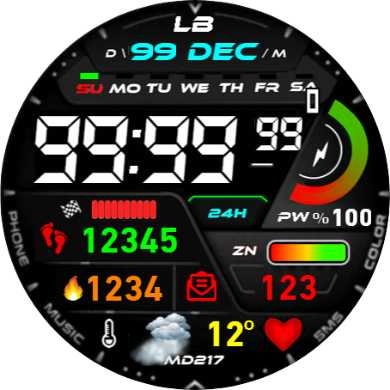 LB
D\ 99 DEC /M
SU MO TU WE TH FR SA
99:99 99
24H
PW % 100
12345
ZN
1234
123
12°
MD217
PHONE
MUSIC
SMS
COLOR